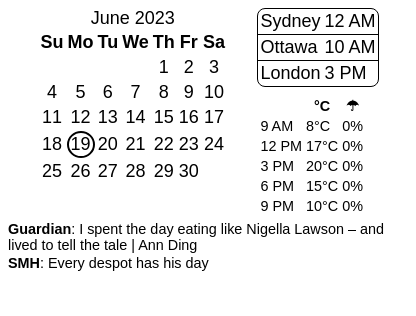 June 2023
Su Mo Tu We Th Fr Sa
1 2 3
4 5 6 7 8 9 10
11 12 13 14 15 16 17
18 19 20 21 22 23 24
25 26 27 28 29 30
Sydney 12 AM
Ottawa 10 AM
London 3 PM
°C ☂
9 AM 8°C 0%
12 PM 17°C 0%
3 PM 20°C 0%
6 PM 15°C 0%
9 PM 10°C 0%
Guardian: I spent the day eating like Nigella Lawson – and
lived to tell the tale | Ann Ding
SMH: Every despot has his day